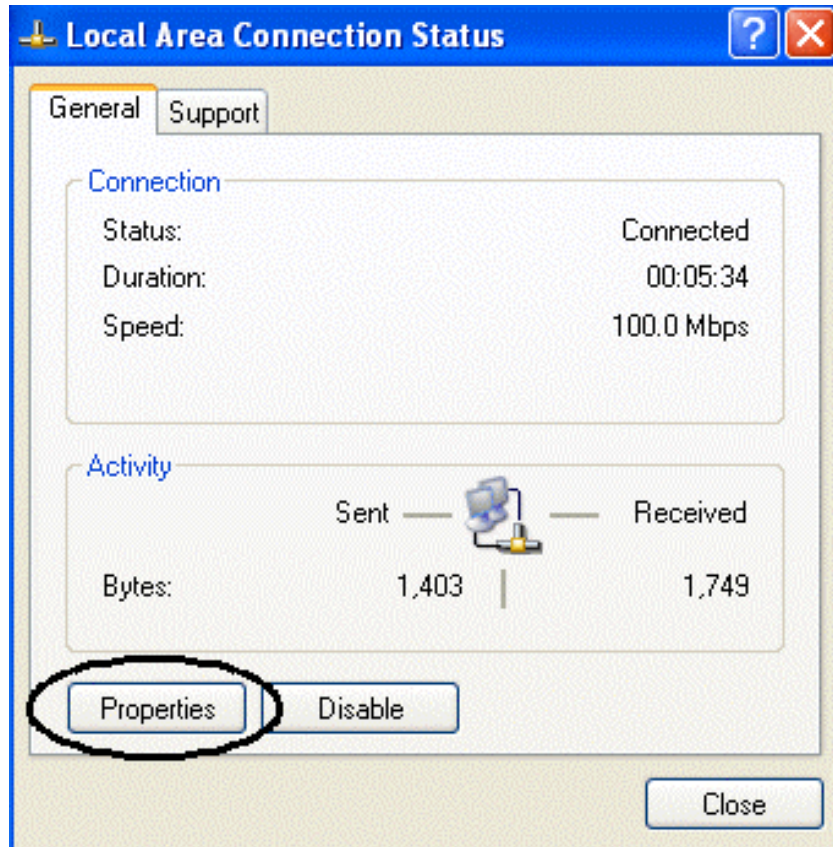 Local Area Connection Status
General Support
Connection
Status: Connected
Duration: 00:05:34
Speed: 100.0 Mbps
Activity
Sent Received
Bytes: 1,403 1,749
Properties Disable
Close